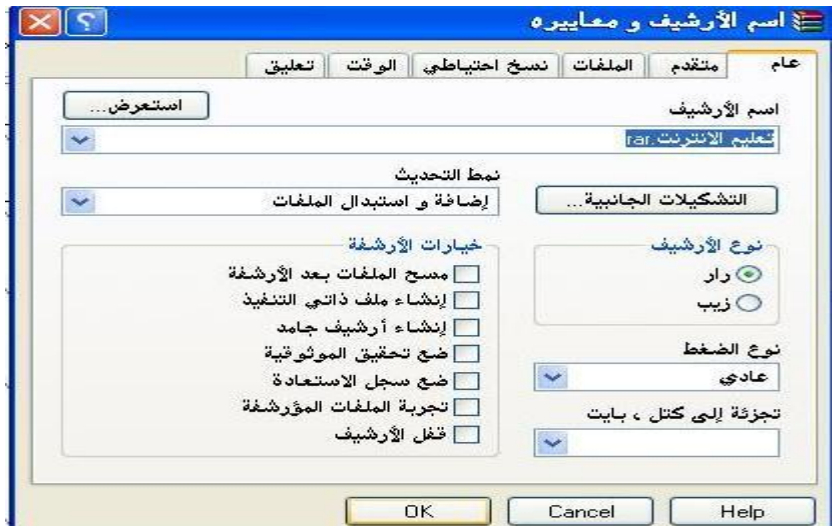 اسم الأرشيف و معاييره
عام متقدم الملفات نسخ احتياطي الوقت تعليق
اسم الأرشيف
استعرض...
تعليم الانترنت.rar
نمط التحديث
التشكيلات الجانبية...
إضافة و استبدال الملفات
نوع الأرشيف
رار
زيب
نوع الضغط
عادي
تجزئة إلى كتل ، بايت
خيارات الأرشفة
مسح الملفات بعد الأرشفة
إنشاء ملف ذاتي التنفيذ
إنشاء أرشيف جامد
ضع تحقيق الموثوقية
ضع سجل الاستعادة
تجربة الملفات المؤرشفة
قفل الأرشيف
OK Cancel Help